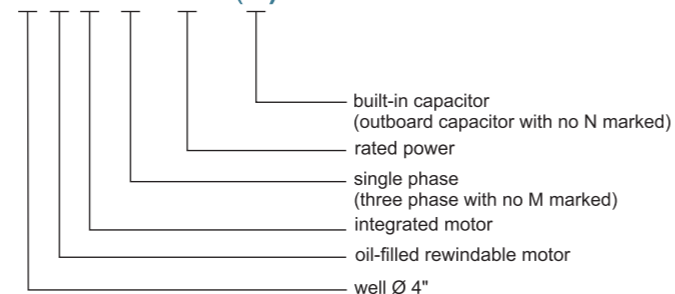 built-in capacitor
(outboard capacitor with no N marked)
rated power
single phase
(three phase with no M marked)
integrated motor
oil-filled rewindable motor
well Ø 4"